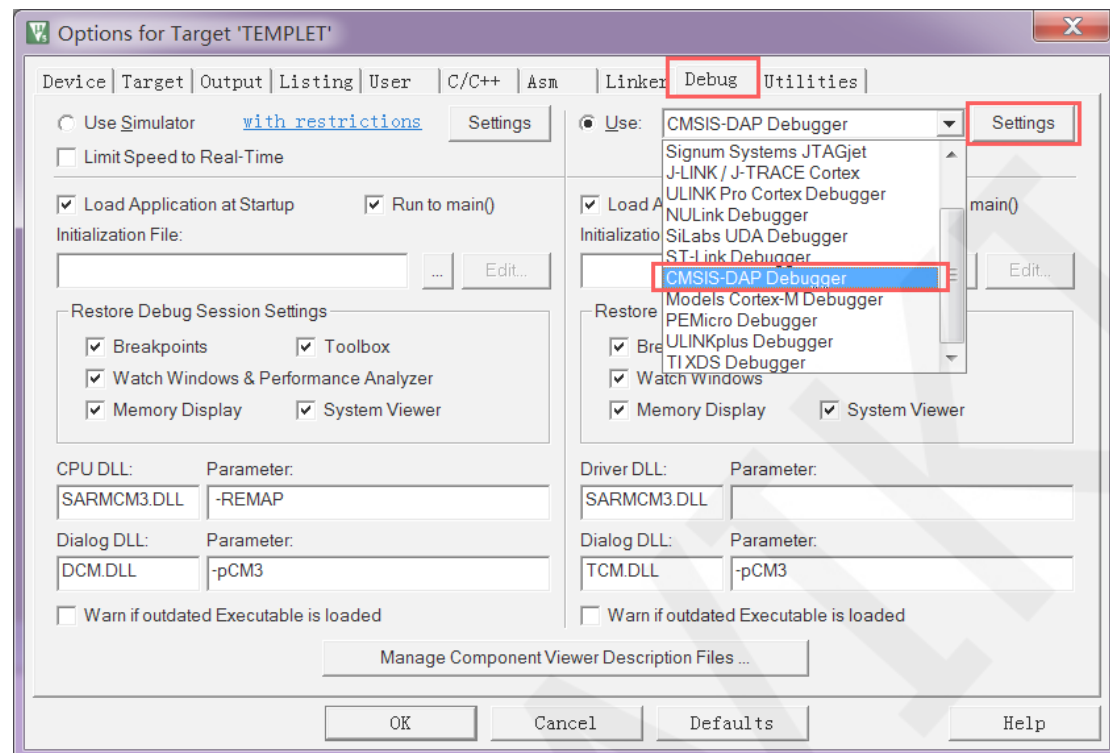 Options for Target 'TEMPLET'
X
Device Target Output Listing User C/C++ Asm Linker Debug Utilities
Use Simulator with restrictions Settings
Limit Speed to Real-Time
Load Application at Startup Run to main()
Initialization File:
... Edit...
Restore Debug Session Settings
Breakpoints Toolbox
Watch Windows & Performance Analyzer
Memory Display System Viewer
CPU DLL: Parameter:
SARMCM3.DLL -REMAP
Dialog DLL: Parameter:
DCM.DLL -pCM3
Warn if outdated Executable is loaded
Use: CMSIS-DAP Debugger Settings
Signum Systems JTAGjet
J-LINK / J-TRACE Cortex
ULINK Pro Cortex Debugger
NULink Debugger
SiLabs UDA Debugger
ST-Link Debugger
CMSIS-DAP Debugger
Models Cortex-M Debugger
PEMicro Debugger
ULINKplus Debugger
TI XDS Debugger
Load A main()
Initializatio
Edit...
Restore
Bre
Watch Windows
Memory Display System Viewer
Driver DLL: Parameter:
SARMCM3.DLL
Dialog DLL: Parameter:
TCM.DLL -pCM3
Warn if outdated Executable is loaded
Manage Component Viewer Description Files ...
OK Cancel Defaults Help